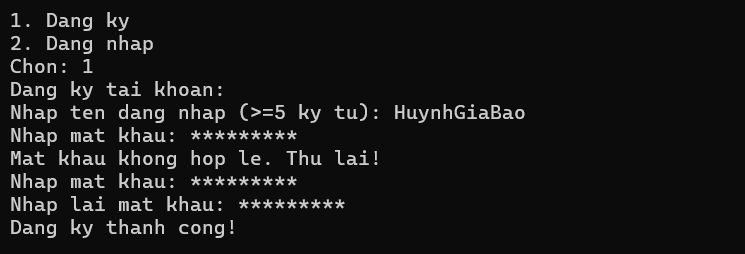 1. Dang ky
2. Dang nhap
Chon: 1
Dang ky tai khoan:
Nhap ten dang nhap (>=5 ky tu): HuynhGiaBao
Nhap mat khau: *********
Mat khau khong hop le. Thu lai!
Nhap mat khau: *********
Nhap lai mat khau: *********
Dang ky thanh cong!